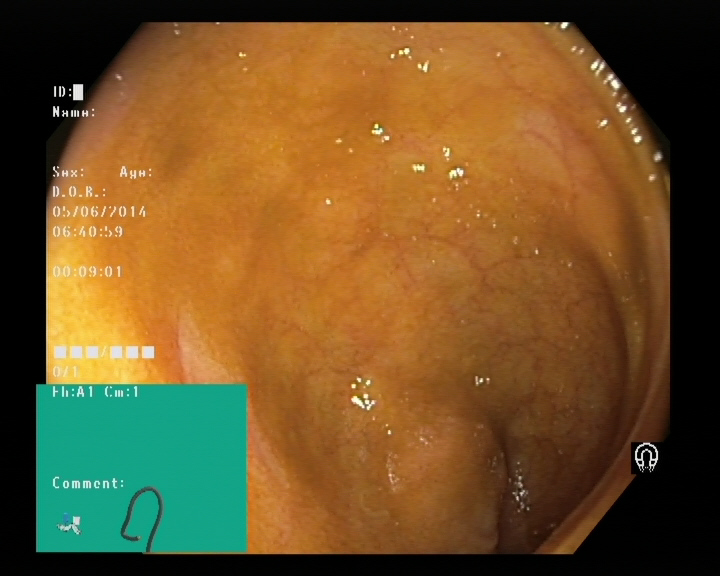 ID:
Name:
Sex: Age:
D.O.B.:
05/06/2014
06:40:59
00:09:01
■■■/■■■
0/1
Eh:A1 Cm:1
Comment: